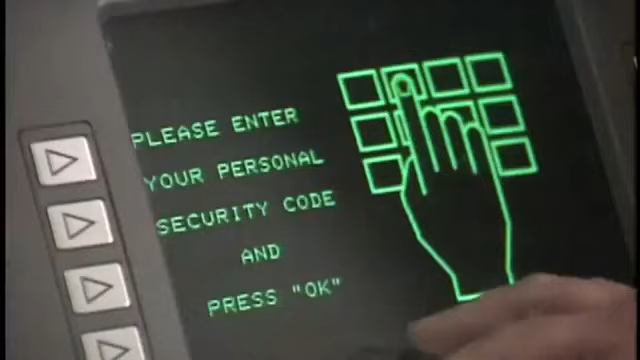 PLEASE ENTER
YOUR PERSONAL
SECURITY CODE
AND
PRESS "OK"